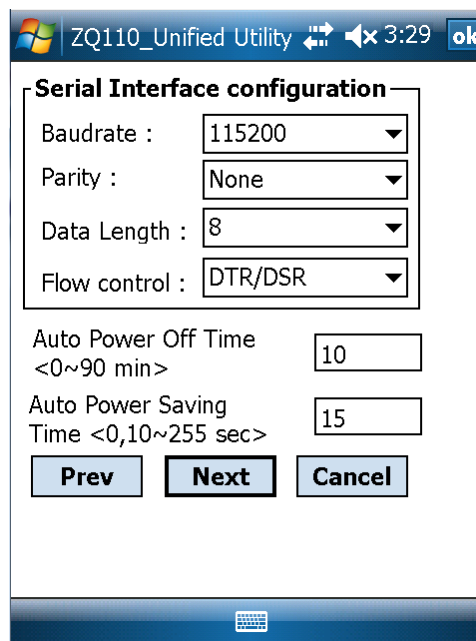 ZQ110_Unified Utility 3:29 ok
Serial Interface configuration
Baudrate : 115200
Parity : None
Data Length : 8
Flow control : DTR/DSR
Auto Power Off Time
<0~90 min> 10
Auto Power Saving
Time <0,10~255 sec> 15
Prev Next Cancel